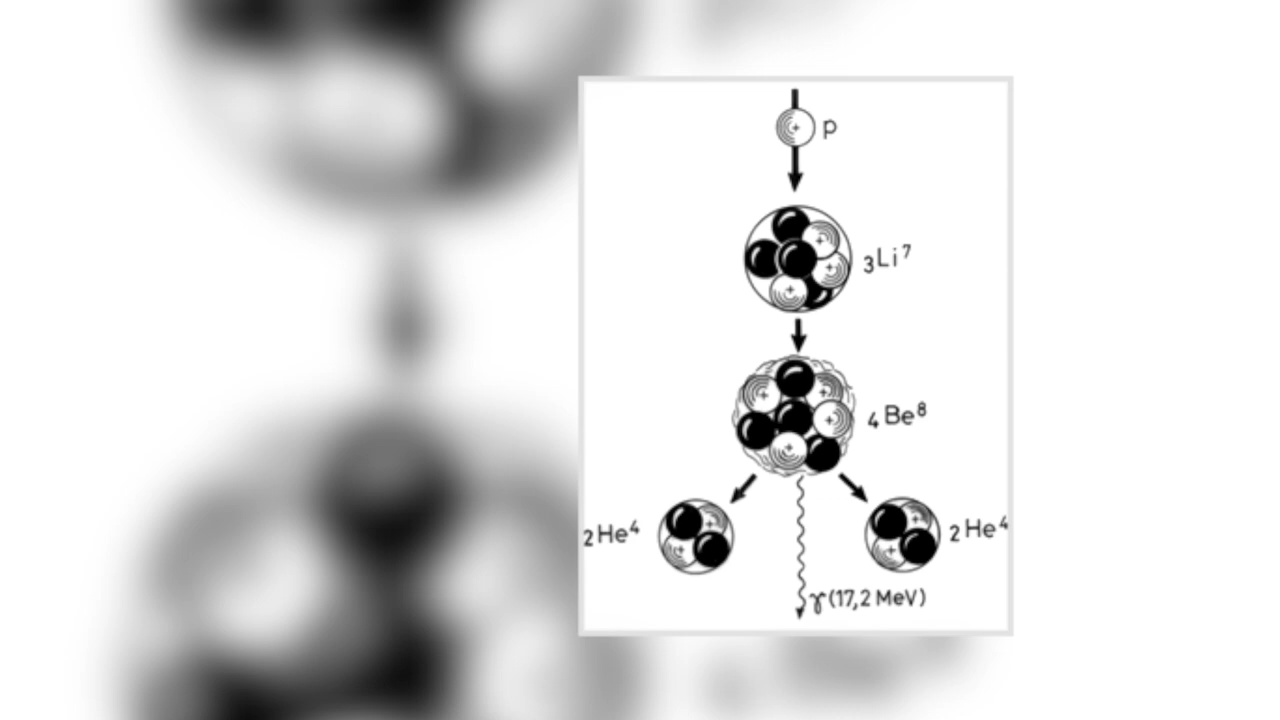 p
₃Li⁷
₄Be⁸
₂He⁴
₂He⁴
γ(17,2 MeV)